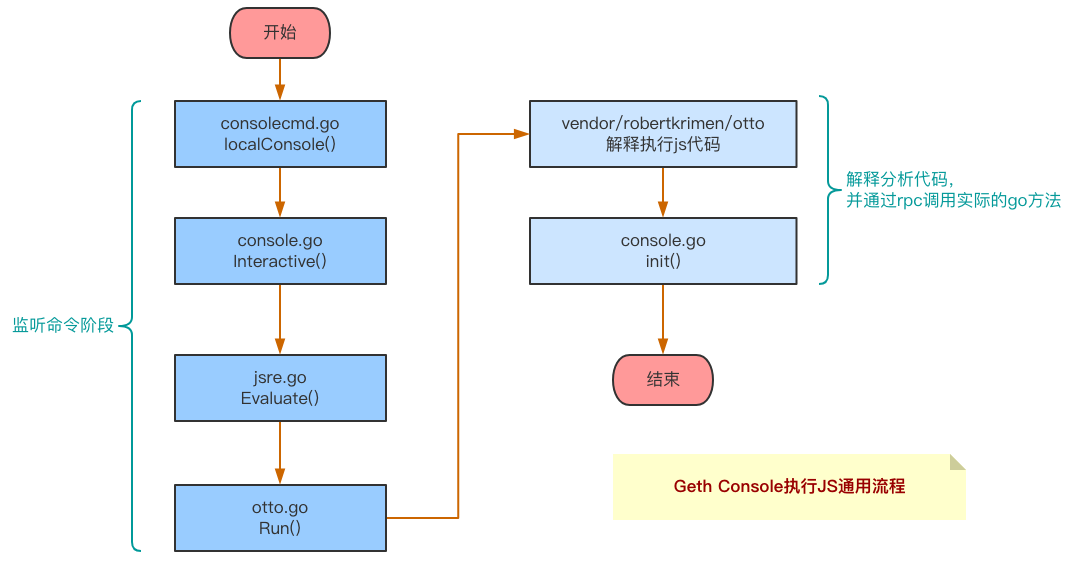 开始
consolecmd.go
localConsole()
console.go
Interactive()
监听命令阶段
jsre.go
Evaluate()
otto.go
Run()
vendor/robertkrimen/otto
解释执行js代码
解释分析代码，
并通过rpc调用实际的go方法
console.go
init()
结束
Geth Console执行JS通用流程